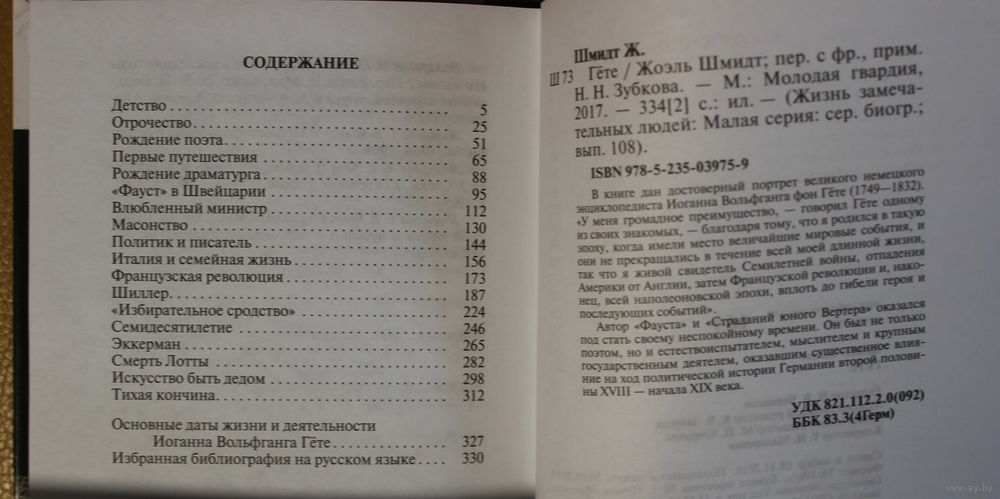 СОДЕРЖАНИЕ
Детство . . . . . . . . . . . . . . . . . . . . . . . . . . . . . . 5
Отрочество . . . . . . . . . . . . . . . . . . . . . . . . . . . 25
Рождение поэта . . . . . . . . . . . . . . . . . . . . . . . . 51
Первые путешествия . . . . . . . . . . . . . . . . . . . . 65
Рождение драматурга . . . . . . . . . . . . . . . . . . . 88
«Фауст» в Швейцарии . . . . . . . . . . . . . . . . . . . 95
Влюбленный министр . . . . . . . . . . . . . . . . . . . 112
Масонство . . . . . . . . . . . . . . . . . . . . . . . . . . . . 130
Политик и писатель . . . . . . . . . . . . . . . . . . . . . 144
Италия и семейная жизнь . . . . . . . . . . . . . . . . 156
Французская революция . . . . . . . . . . . . . . . . . 173
Шиллер . . . . . . . . . . . . . . . . . . . . . . . . . . . . . . 187
«Избирательное сродство» . . . . . . . . . . . . . . . 224
Семидесятилетие . . . . . . . . . . . . . . . . . . . . . . . 246
Эккерман . . . . . . . . . . . . . . . . . . . . . . . . . . . . . 265
Смерть Лотты . . . . . . . . . . . . . . . . . . . . . . . . . . 282
Искусство быть дедом . . . . . . . . . . . . . . . . . . . 298
Тихая кончина . . . . . . . . . . . . . . . . . . . . . . . . . 312
Основные даты жизни и деятельности
Иоганна Вольфганга Гёте . . . . . . . . . . . . . . . 327
Избранная библиография на русском языке . . . . 330
Шмидт Ж.
Ш 73 Гёте / Жоэль Шмидт; пер. с фр., прим.
Н. Н. Зубкова. — М.: Молодая гвардия,
2017. — 334[2] с.: ил. — (Жизнь замеча-
тельных людей: Малая серия: сер. биогр.;
вып. 108).
ISBN 978-5-235-03975-9
В книге дан достоверный портрет великого немецкого
энциклопедиста Иоганна Вольфганга фон Гёте (1749—1832).
«У меня громадное преимущество, — говорил Гёте одному
из своих знакомых, — благодаря тому, что я родился в такую
эпоху, когда имели место величайшие мировые события, и
они не прекращались в течение всей моей длинной жизни,
так что я живой свидетель Семилетней войны, отпадения
Америки от Англии, затем Французской революции и, нако-
нец, всей наполеоновской эпохи, вплоть до гибели героя и
последующих событий».
Автор «Фауста» и «Страданий юного Вертера» оказался
под стать своему неспокойному времени. Он был не только
поэтом, но и естествоиспытателем, мыслителем и крупным
государственным деятелем, оказавшим существенное влия-
ние на ход политической истории Германии второй полови-
ны XVIII — начала XIX века.
УДК 821.112.2.0(092)
ББК 83.3(4Герм)
www.ay.by